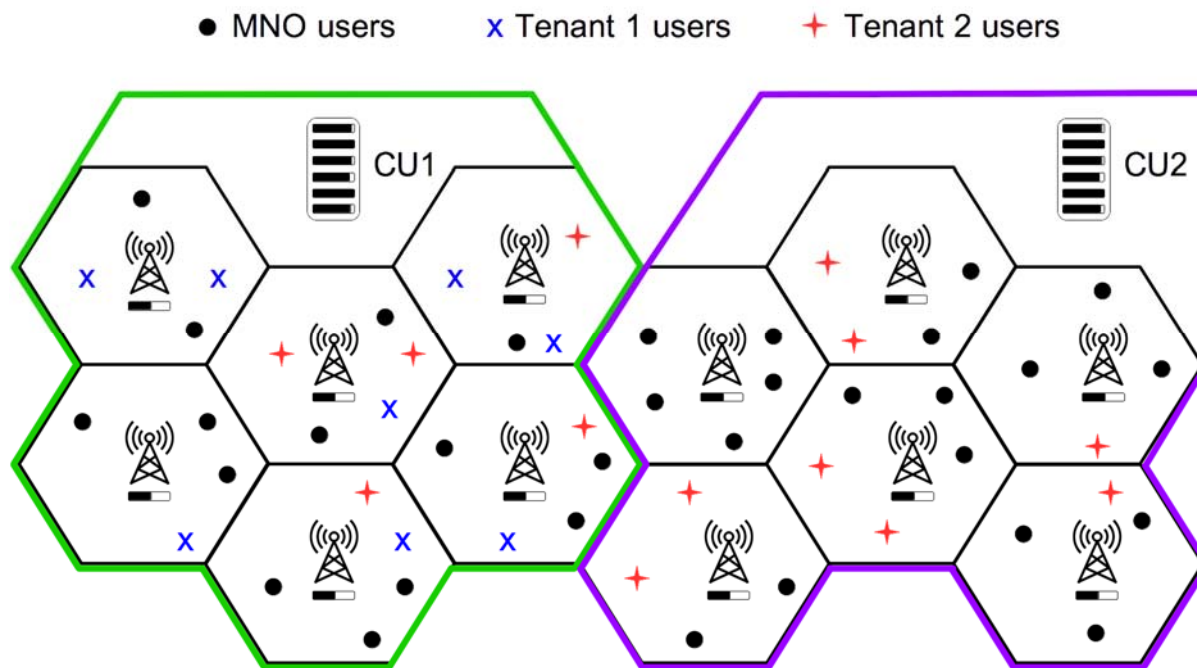 MNO users x Tenant 1 users Tenant 2 users
CU1 CU2
x x x
x
x
x x
x